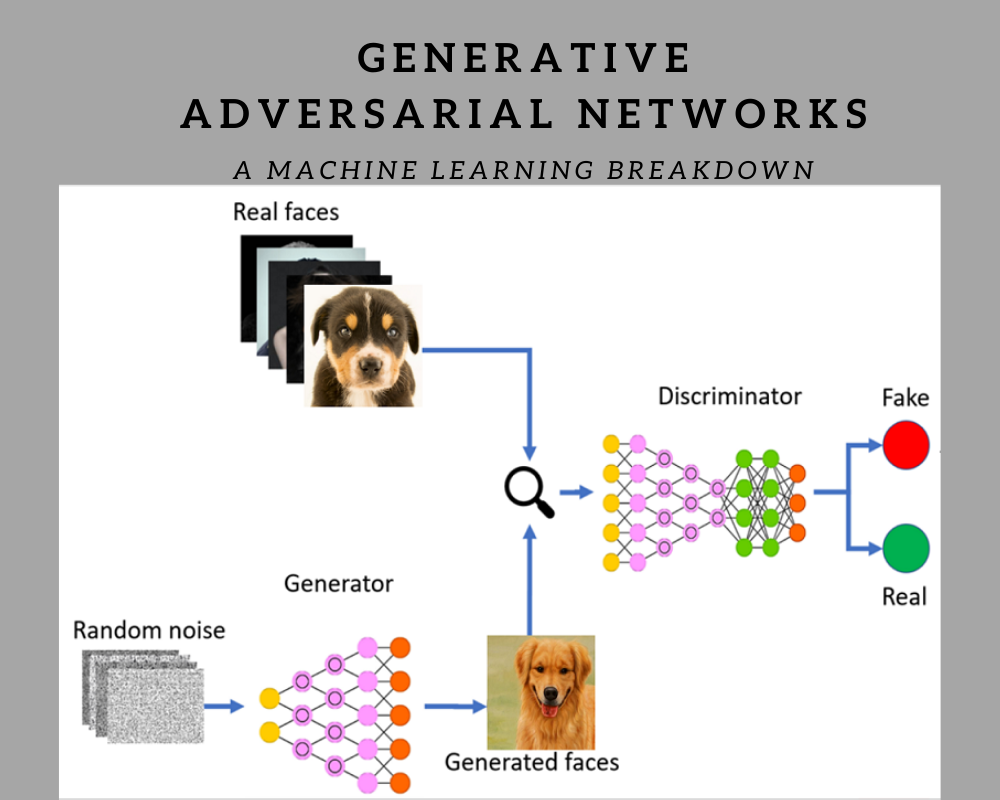 GENERATIVE
ADVERSARIAL NETWORKS
A MACHINE LEARNING BREAKDOWN
Real faces
Discriminator
Fake
Real
Generator
Random noise
Generated faces